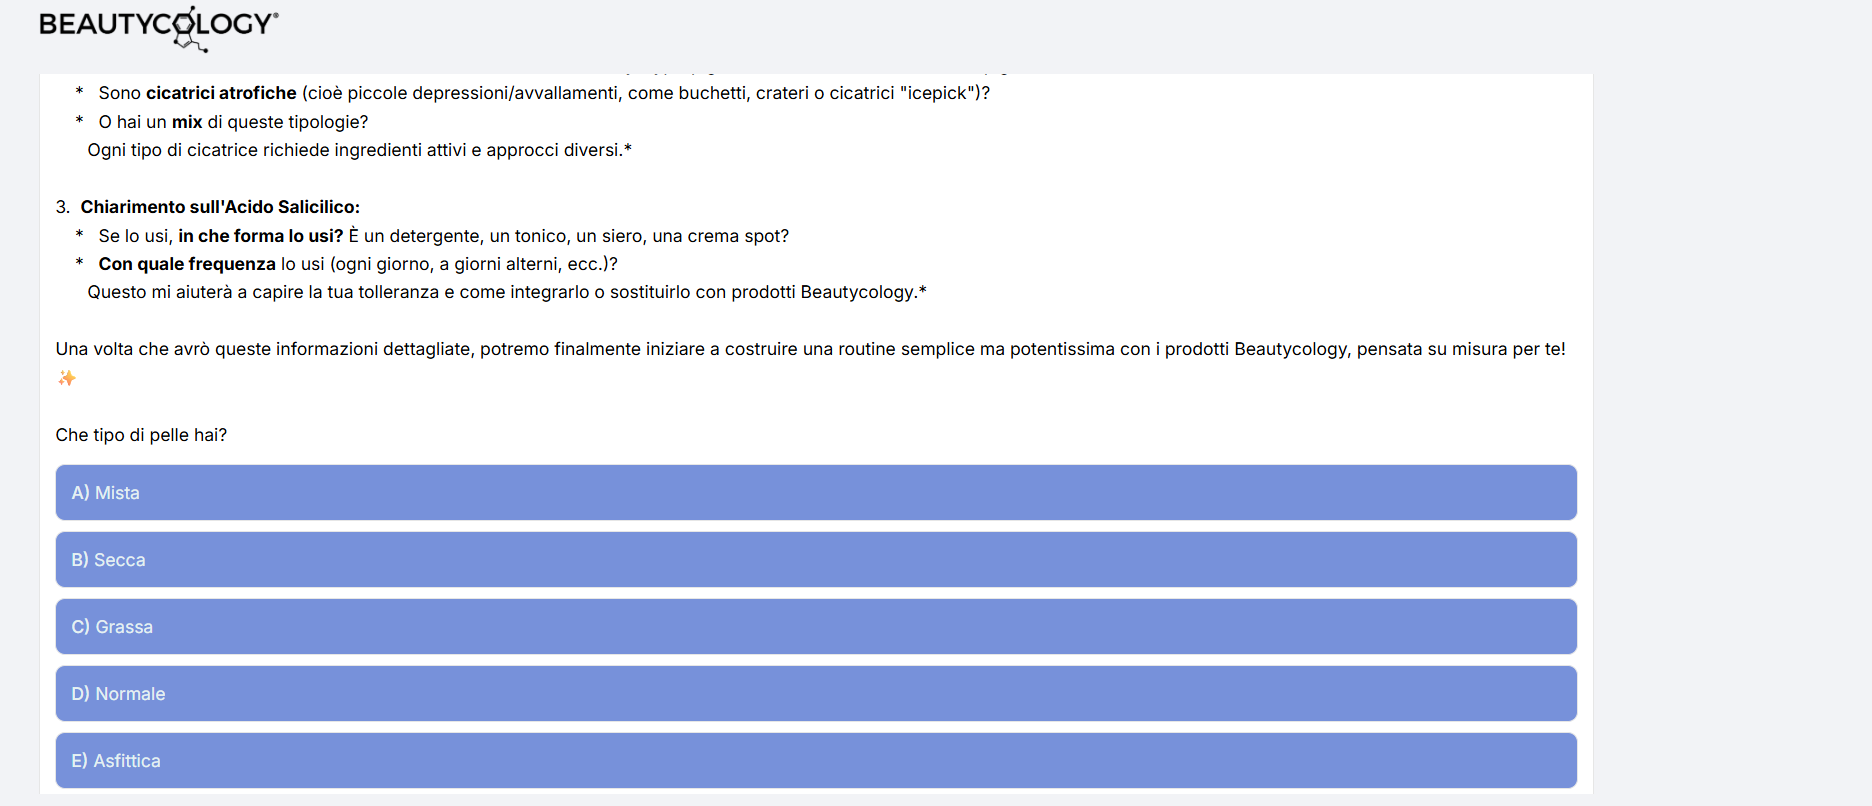 BEAUTYCOLOGY®
* Sono cicatrici atrofiche (cioè piccole depressioni/avvallamenti, come buchetti, crateri o cicatrici "icepick")?
* O hai un mix di queste tipologie?
Ogni tipo di cicatrice richiede ingredienti attivi e approcci diversi.*
3. Chiarimento sull'Acido Salicilico:
* Se lo usi, in che forma lo usi? È un detergente, un tonico, un siero, una crema spot?
* Con quale frequenza lo usi (ogni giorno, a giorni alterni, ecc.)?
Questo mi aiuterà a capire la tua tolleranza e come integrarlo o sostituirlo con prodotti Beautycology.*
Una volta che avrò queste informazioni dettagliate, potremo finalmente iniziare a costruire una routine semplice ma potentissima con i prodotti Beautycology, pensata su misura per te!
✨
Che tipo di pelle hai?
A) Mista
B) Secca
C) Grassa
D) Normale
E) Asfittica